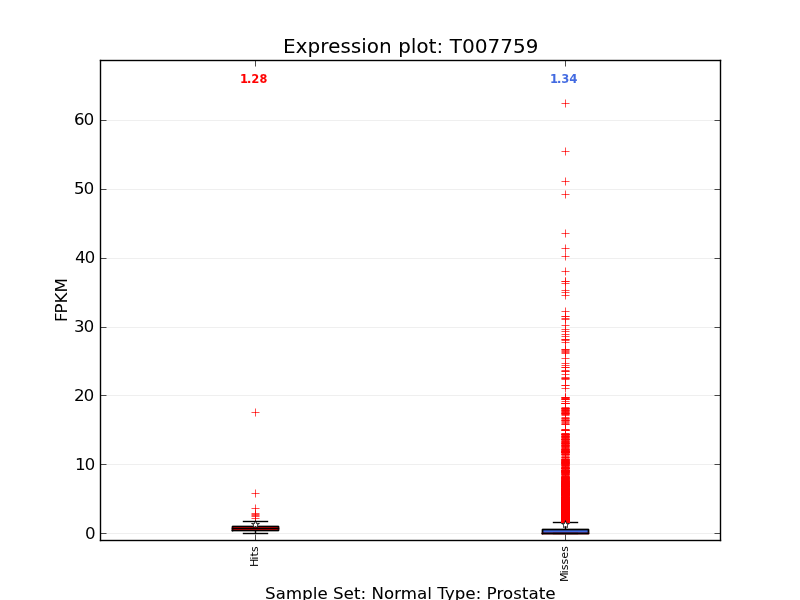 Expression plot: T007759
1.28
1.34
60
50
40
30
20
10
0
FPKM
Hits
Misses
Sample Set: Normal Type: Prostate